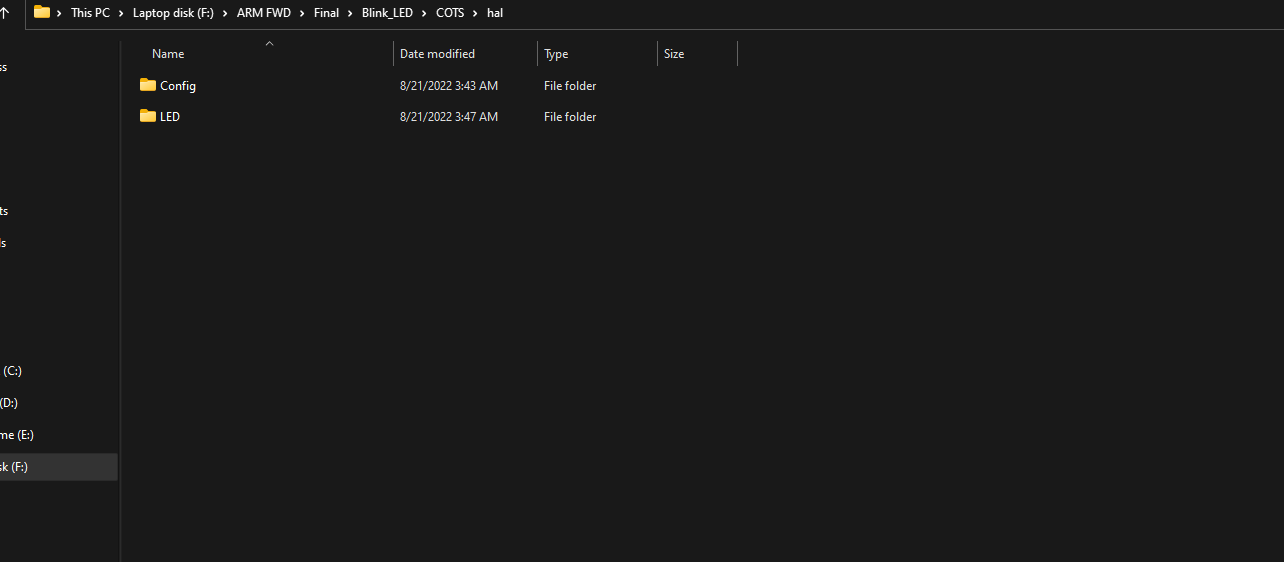 This PC > Laptop disk (F:) > ARM FWD > Final > Blink_LED > COTS > hal
Name Date modified Type Size
ss
Config 8/21/2022 3:43 AM File folder
LED 8/21/2022 3:47 AM File folder
ts
ls
(C:)
(D:)
me (E:)
sk (F:)